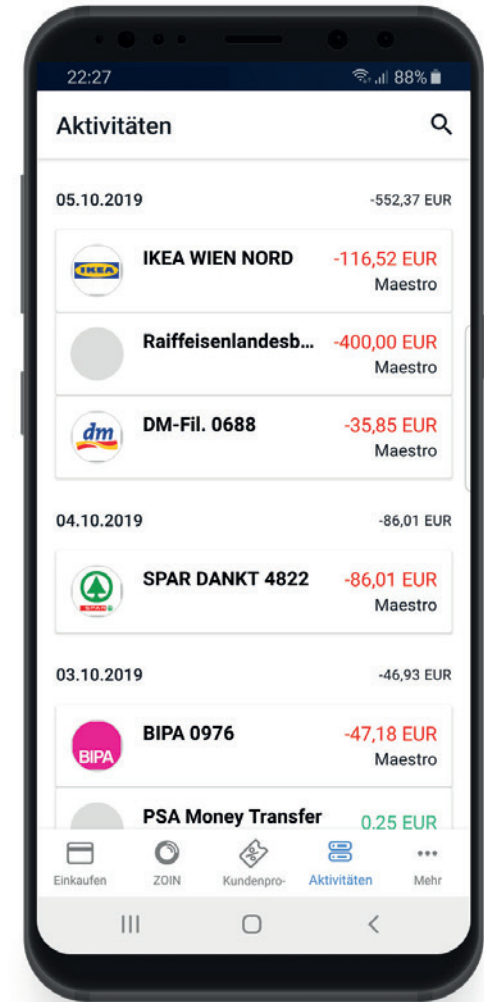 22:27 88%
Aktivitäten
05.10.2019 -552,37 EUR
IKEA
IKEA WIEN NORD -116,52 EUR
Maestro
Raiffeisenlandesb... -400,00 EUR
Maestro
dm
DM-Fil. 0688 -35,85 EUR
Maestro
04.10.2019 -86,01 EUR
SPAR
SPAR DANKT 4822 -86,01 EUR
Maestro
03.10.2019 -46,93 EUR
BIPA
BIPA 0976 -47,18 EUR
Maestro
PSA Money Transfer 0,25 EUR
Einkaufen ZOIN Kundenpro- Aktivitäten Mehr